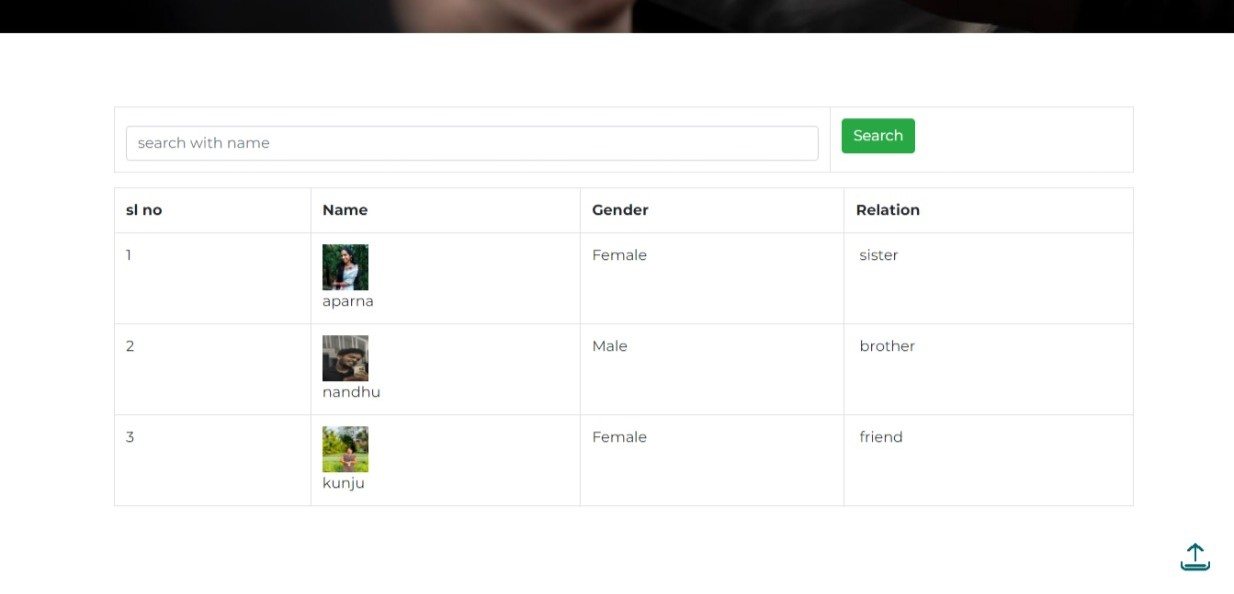 search with name
Search
sl no Name Gender Relation
1 Female sister
aparna
2 Male brother
nandhu
3 Female friend
kunju